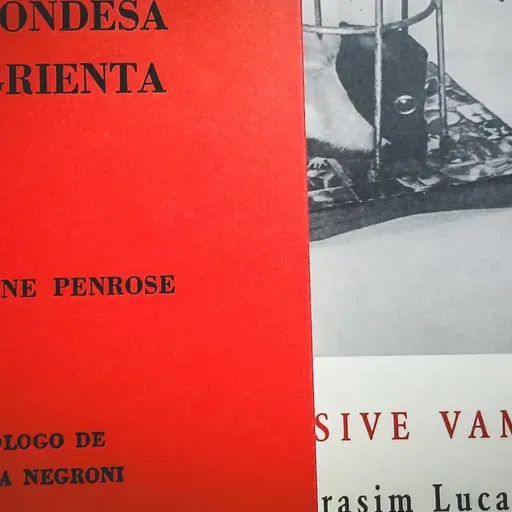 ONDESA
GRIENTA
NE PENROSE
ÓLOGO DE
A NEGRONI
SIVE VAM
rasim Luca